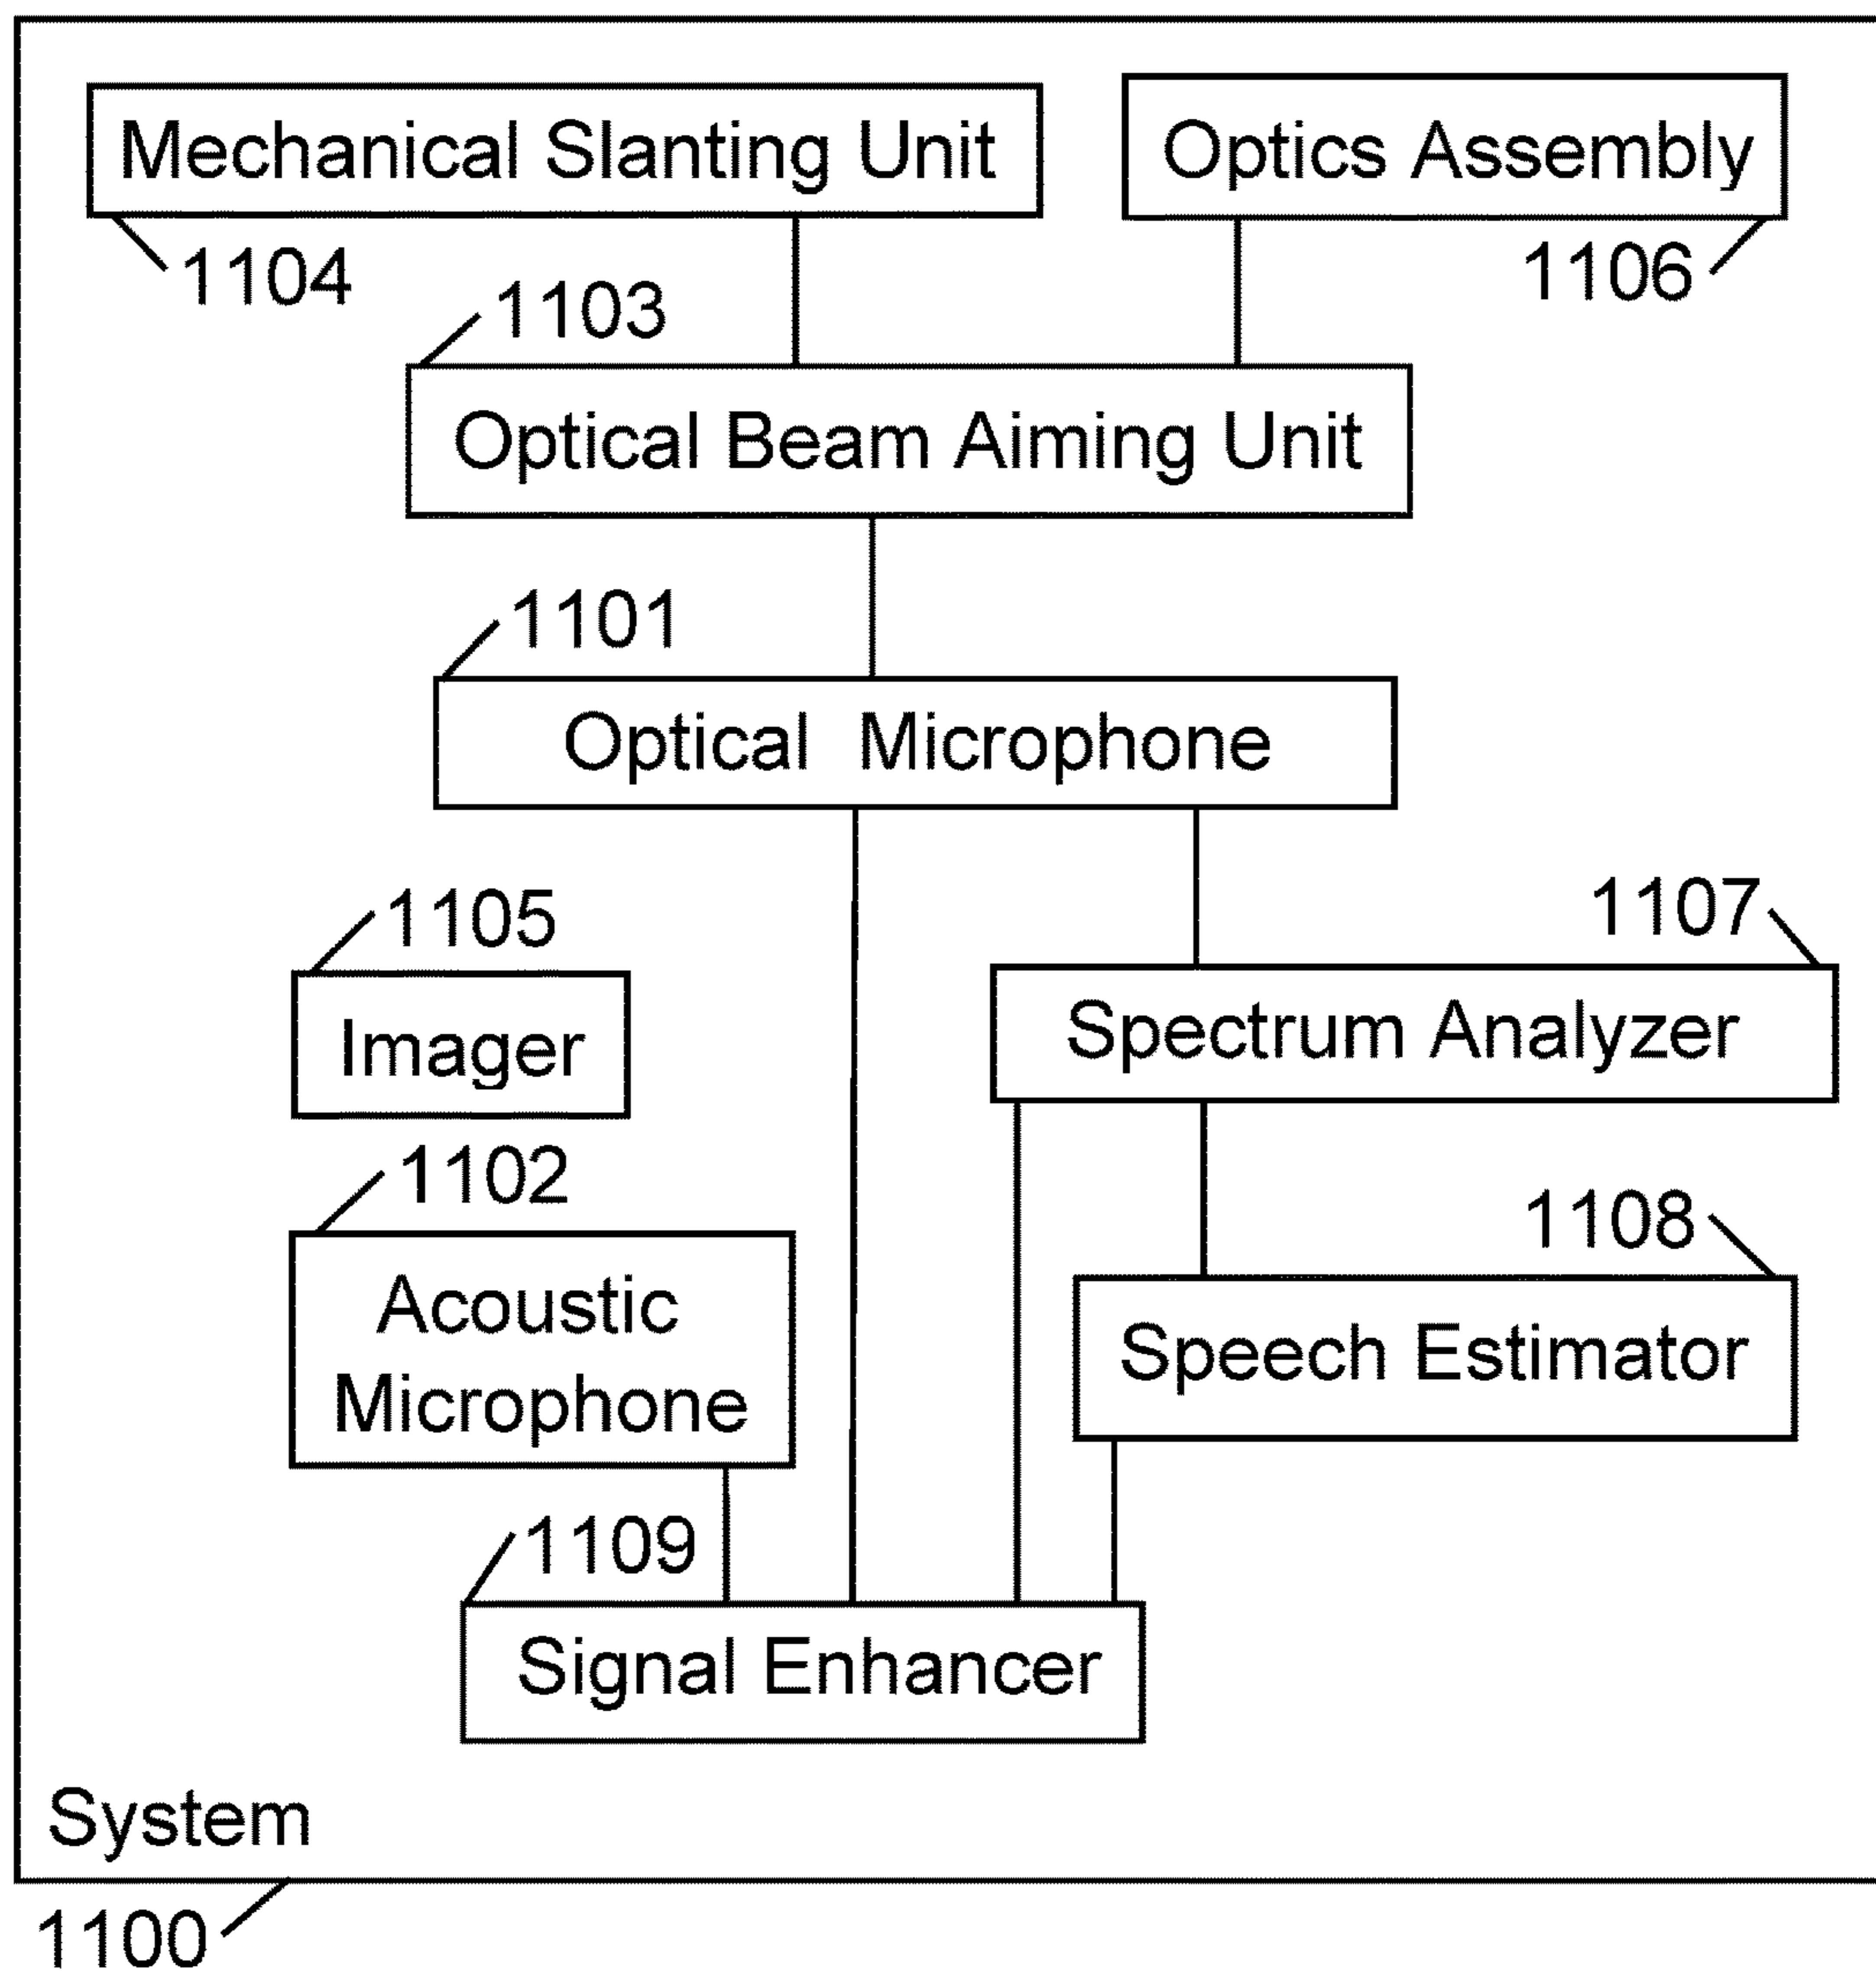 Mechanical Slanting Unit
Optics Assembly
1104
1106
1103
Optical Beam Aiming Unit
1101
Optical Microphone
1105
1107
Imager
Spectrum Analyzer
1102
1108
Acoustic
Microphone
Speech Estimator
1109
Signal Enhancer
System
1100